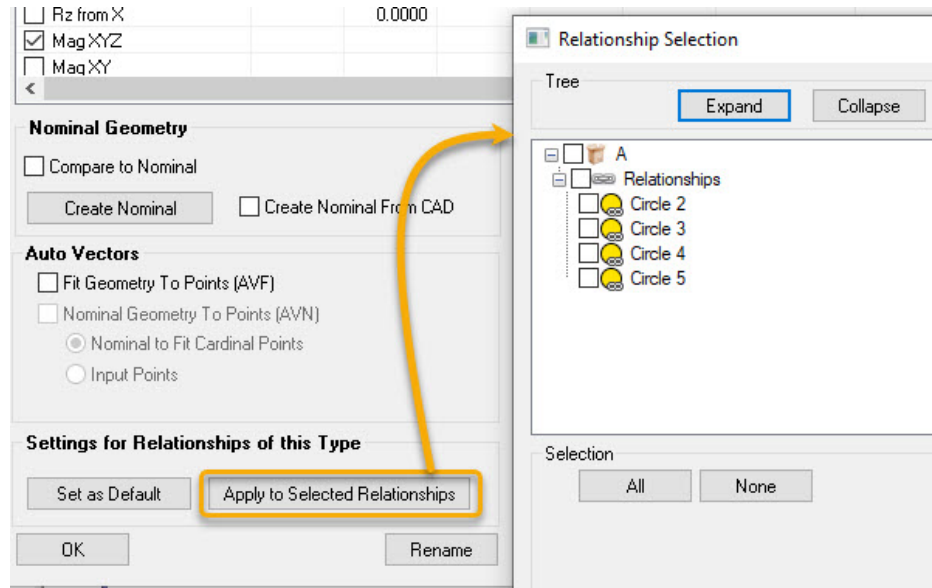 Rz from X 0.0000
Mag XYZ
Mag XY
Nominal Geometry
Compare to Nominal
Create Nominal
Create Nominal From CAD
Auto Vectors
Fit Geometry To Points (AVF)
Nominal Geometry To Points (AVN)
Nominal to Fit Cardinal Points
Input Points
Settings for Relationships of this Type
Set as Default
Apply to Selected Relationships
OK
Rename
Relationship Selection
Tree
Expand
Collapse
A
Relationships
Circle 2
Circle 3
Circle 4
Circle 5
Selection
All
None